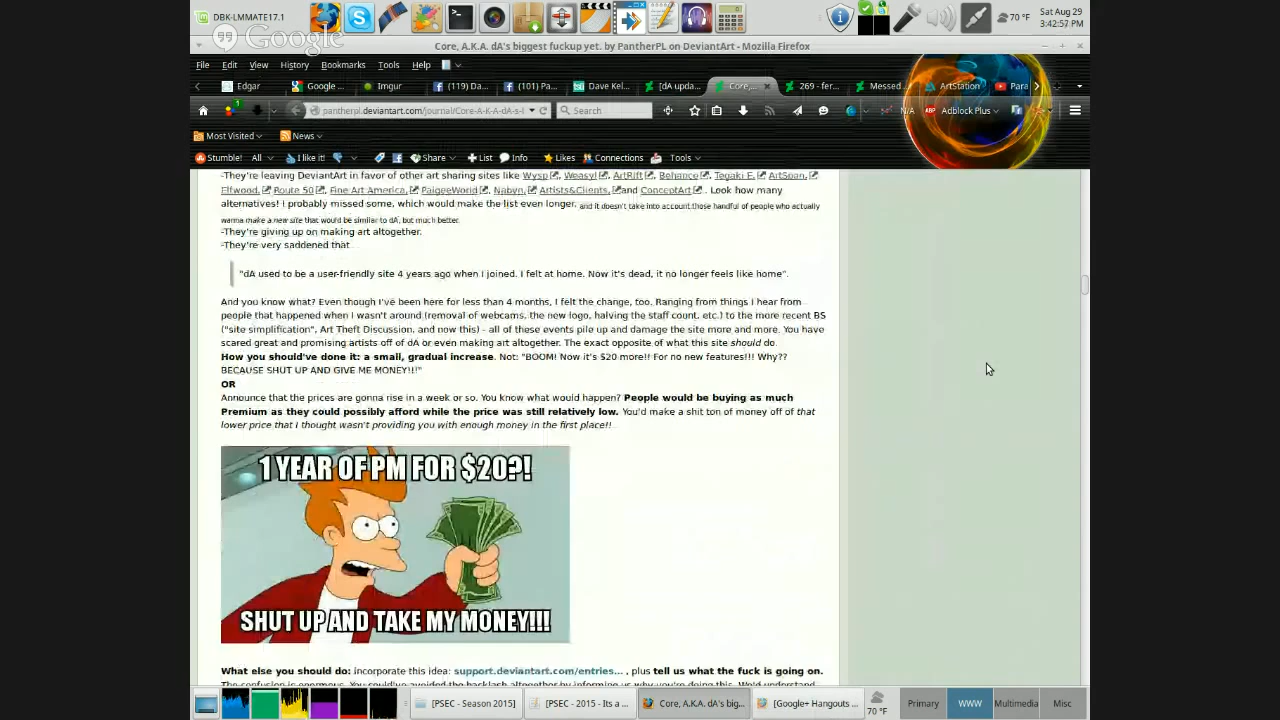 DBK-LMMATE17.1
Sat Aug 29
70 °F
3:42:57 PM
Google
Core, A.K.A. dA's biggest fuckup yet. by PantherPL on DeviantArt - Mozilla Firefox
File Edit View History Bookmarks Tools Help
Edgar Google ... Imgur (119) Da... (101) Pa... Dave Kel... [dA upda... Core,... 269 - fer... Messed... ArtStation Para
pantherpl.deviantart.com/journal/Core-A-K-A-dA-s-l Search N/A Adblock Plus
Most Visited News
Stumble! All I like it! Share List Info Likes Connections Tools
-They're leaving DeviantArt in favor of other art sharing sites like Wysp, Weasyl, ArtRift, Behance, Tegaki E, ArtSpan,
Elfwood, Route 50, Fine Art America, PaigeeWorld, Nabyn, Artists&Clients, and ConceptArt. Look how many
alternatives! I probably missed some, which would make the list even longer, and it doesn't take into account those handful of people who actually
wanna make a new site that would be similar to dA, but much better.
-They're giving up on making art altogether.
-They're very saddened that
"dA used to be a user-friendly site 4 years ago when I joined. I felt at home. Now it's dead, it no longer feels like home".
And you know what? Even though I've been here for less than 4 months, I felt the change, too. Ranging from things I hear from
people that happened when I wasn't around (removal of webcams, the new logo, halving the staff count, etc.) to the more recent BS
("site simplification", Art Theft Discussion, and now this) - all of these events pile up and damage the site more and more. You have
scared great and promising artists off of dA or even making art altogether. The exact opposite of what this site should do.
How you should've done it: a small, gradual increase. Not: "BOOM! Now it's $20 more!! For no new features!!! Why??
BECAUSE SHUT UP AND GIVE ME MONEY!!!"
OR
Announce that the prices are gonna rise in a week or so. You know what would happen? People would be buying as much
Premium as they could possibly afford while the price was still relatively low. You'd make a shit ton of money off of that
lower price that I thought wasn't providing you with enough money in the first place!!
1 YEAR OF PM FOR $20?!
SHUT UP AND TAKE MY MONEY!!!
What else you should do: incorporate this idea: support.deviantart.com/entries... , plus tell us what the fuck is going on.
[PSEC - Season 2015] [PSEC - 2015 - Its a ... Core, A.K.A. dA's big... [Google+ Hangouts ... 70 °F Primary WWW Multimedia Misc